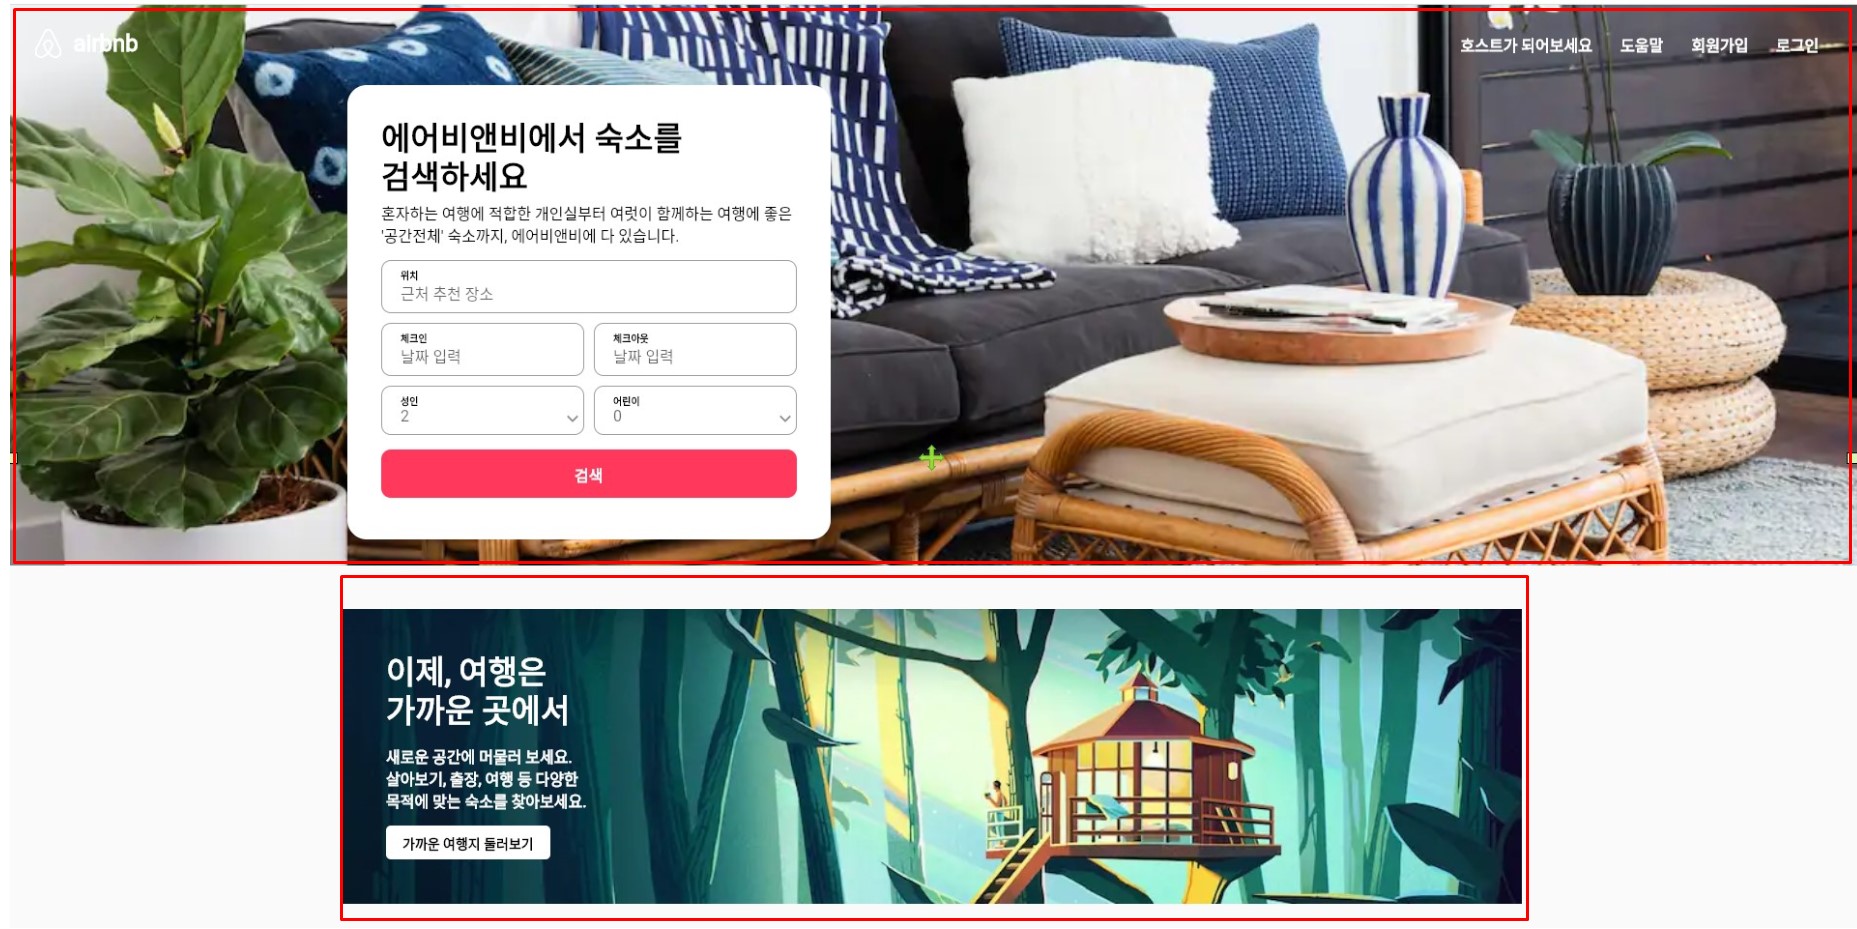 airbnb
호스트가 되어보세요 도움말 회원가입 로그인
에어비앤비에서 숙소를
검색하세요
혼자하는 여행에 적합한 개인실부터 여럿이 함께하는 여행에 좋은
'공간전체' 숙소까지, 에어비앤비에 다 있습니다.
위치
근처 추천 장소
체크인
날짜 입력
체크아웃
날짜 입력
성인
2
어린이
0
검색
이제, 여행은
가까운 곳에서
새로운 공간에 머물러 보세요.
살아보기, 출장, 여행 등 다양한
목적에 맞는 숙소를 찾아보세요.
가까운 여행지 둘러보기